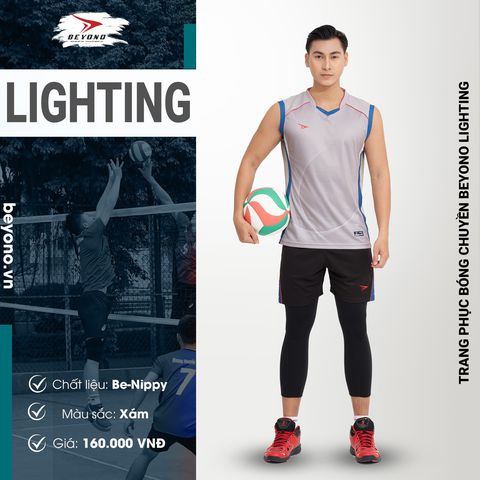 BEYONO
LIGHTING
beyono.vn
Chất liệu: Be-Nippy
Màu sắc: Xám
Giá: 160.000 VNĐ
7
TRANG PHỤC BÓNG CHUYỀN BEYONO LIGHTING